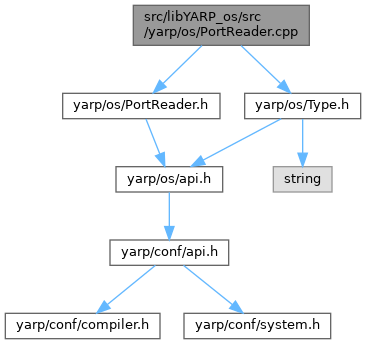 src/libYARP_os/src
/yarp/os/PortReader.cpp
yarp/os/PortReader.h
yarp/os/Type.h
yarp/os/api.h
string
yarp/conf/api.h
yarp/conf/compiler.h
yarp/conf/system.h